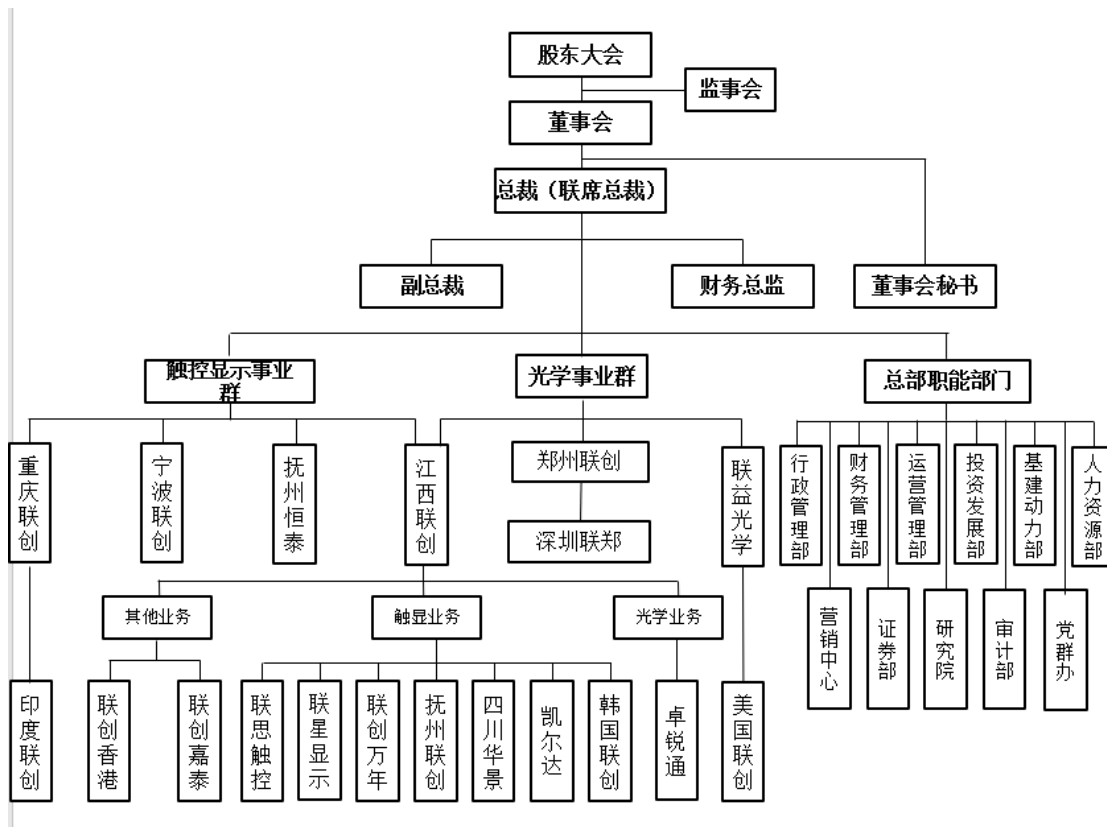 股东大会
监事会
董事会
总裁（联席总裁）
副总裁
财务总监
董事会秘书
触控显示事业
群
光学事业群
总部职能部门
重庆联创
宁波联创
抚州恒泰
江西联创
郑州联创
深圳联郑
联益光学
行政管理部
财务管理部
运营管理部
投资发展部
基建动力部
人力资源部
营销中心
证券部
研究院
审计部
党群办
其他业务
触显业务
光学业务
印度联创
联创香港
联创嘉泰
联思触控
联星显示
联创万年
抚州联创
四川华景
凯尔达
韩国联创
卓锐通
美国联创